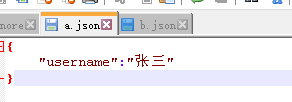 nore
a.json
b.json
{
"username":"张三"
}